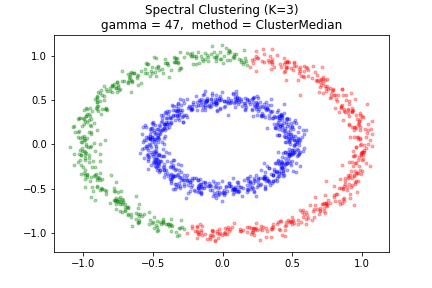 Spectral Clustering (K=3)
gamma = 47,  method = ClusterMedian
1.0
0.5
0.0
−0.5
−1.0
−1.0 −0.5 0.0 0.5 1.0